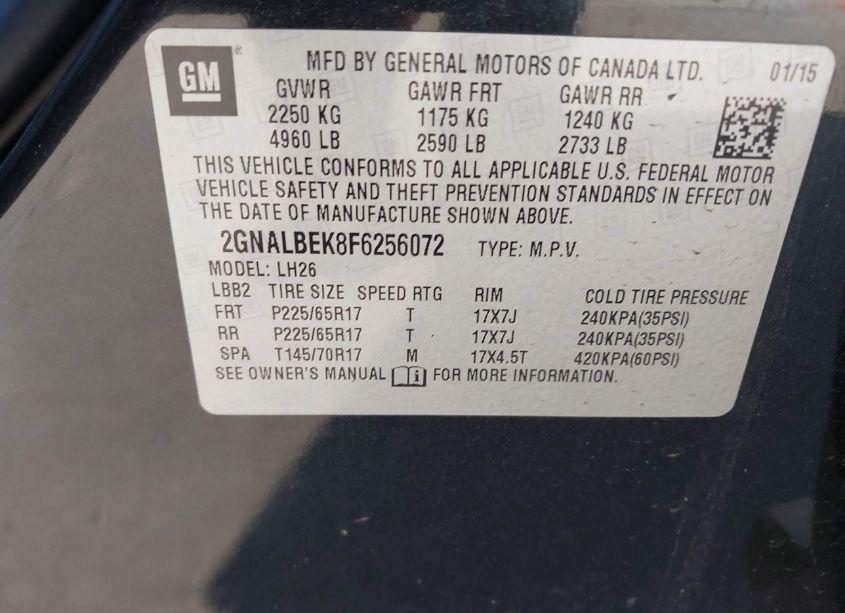 GM ®
MFD BY GENERAL MOTORS OF CANADA LTD. 01/15
GVWR GAWR FRT GAWR RR
2250 KG 1175 KG 1240 KG
4960 LB 2590 LB 2733 LB
THIS VEHICLE CONFORMS TO ALL APPLICABLE U.S. FEDERAL MOTOR
VEHICLE SAFETY AND THEFT PREVENTION STANDARDS IN EFFECT ON
THE DATE OF MANUFACTURE SHOWN ABOVE.
2GNALBEK8F6256072 TYPE: M.P.V.
MODEL: LH26
LBB2 TIRE SIZE SPEED RTG RIM COLD TIRE PRESSURE
FRT P225/65R17 T 17X7J 240KPA(35PSI)
RR P225/65R17 T 17X7J 240KPA(35PSI)
SPA T145/70R17 M 17X4.5T 420KPA(60PSI)
SEE OWNER'S MANUAL i FOR MORE INFORMATION.